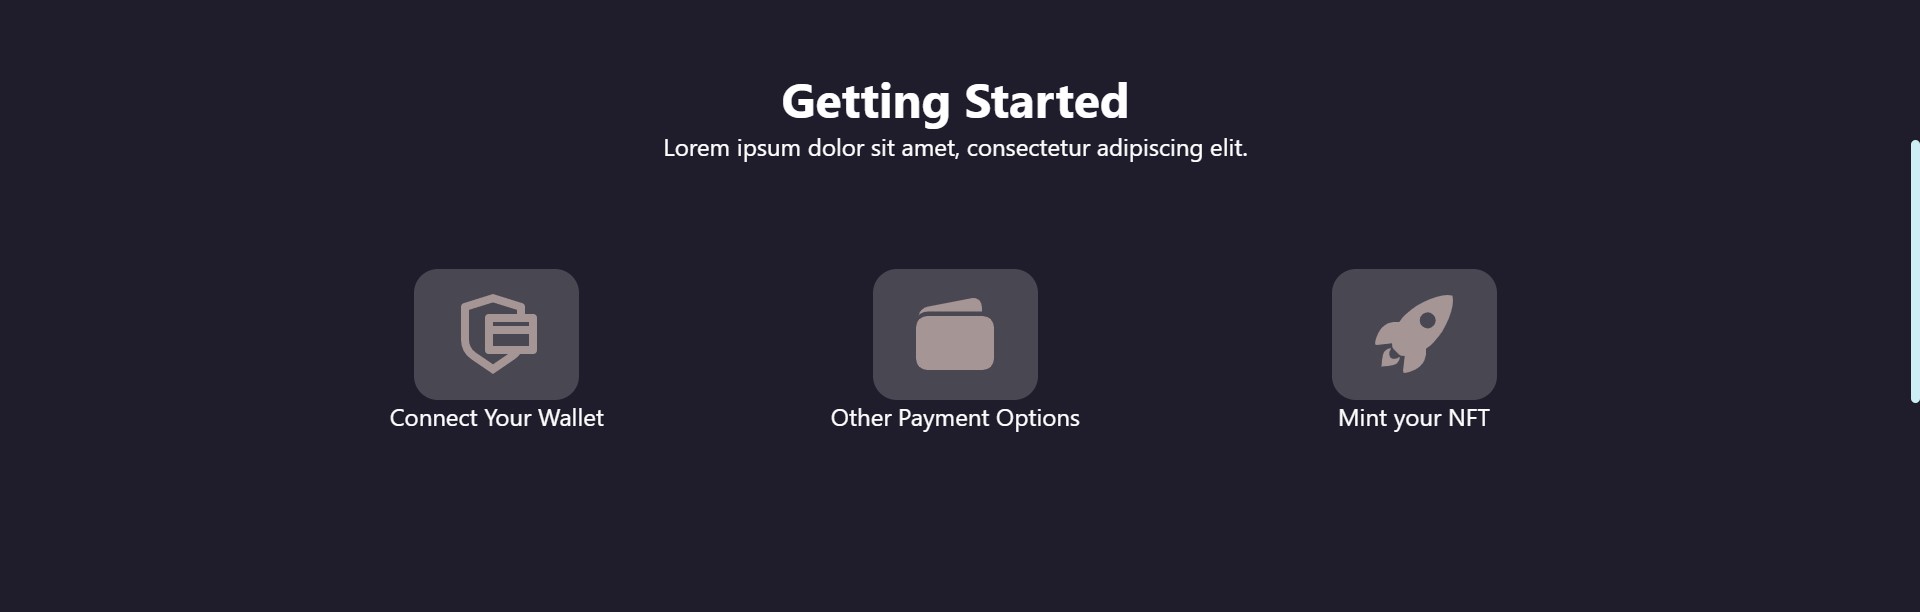 Getting Started
Lorem ipsum dolor sit amet, consectetur adipiscing elit.
Connect Your Wallet
Other Payment Options
Mint your NFT